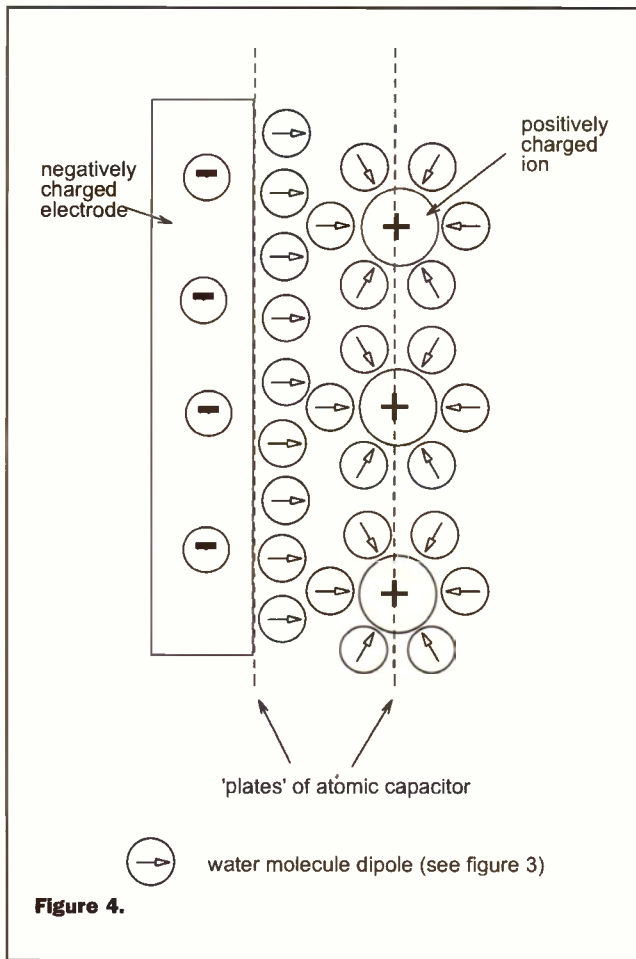 negatively
charged
electrode
positively
charged
ion
-
-
-
-
+
+
+
'plates' of atomic capacitor
water molecule dipole (see figure 3)
Figure 4.